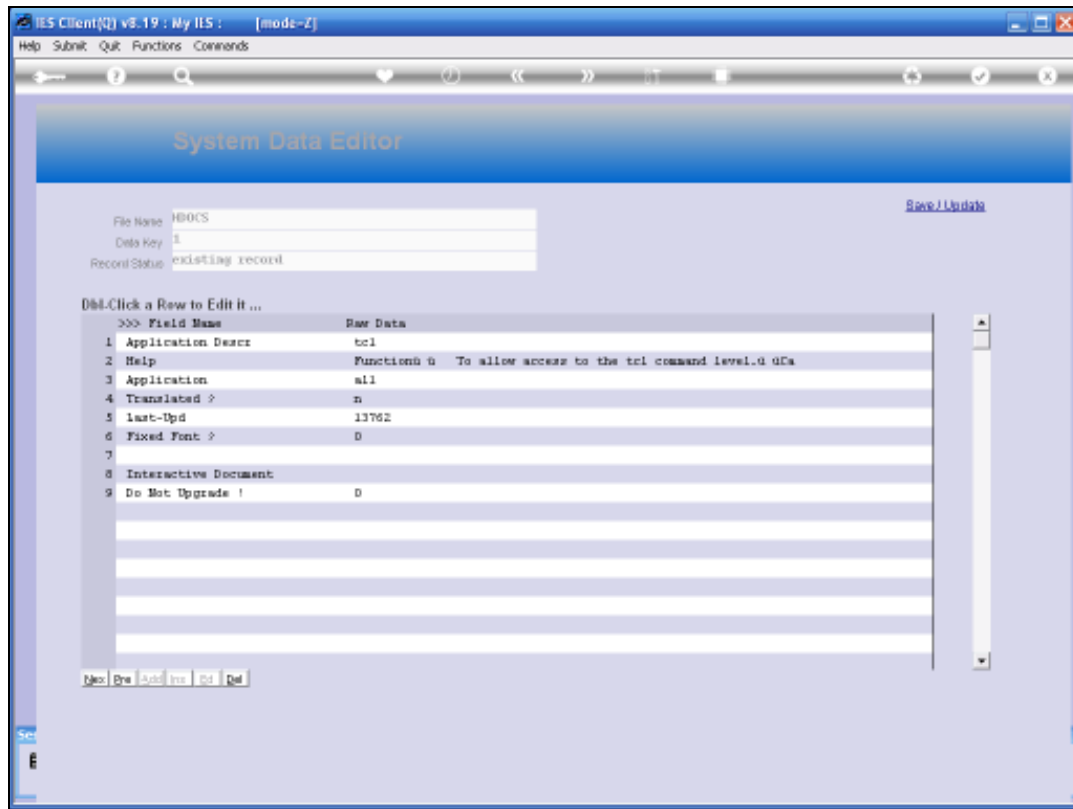 IES Client(Q) v8.19 : My IES : [mode=Z]
Help Submit Quit Functions Commands
System Data Editor
Save / Update
File Name HDOCS
Data Key 1
Record Status existing record
Dbl-Click a Row to Edit it ...
>>> Field Name Raw Data
1 Application Descr tcl
2 Help Functionü ü To allow access to the tcl command level.ü üFa
3 Application all
4 Translated ? n
5 last-Upd 13762
6 Fixed Font ? 0
7
8 Interactive Document
9 Do Not Upgrade ! 0
Nex Pre Add Ins Ed Del